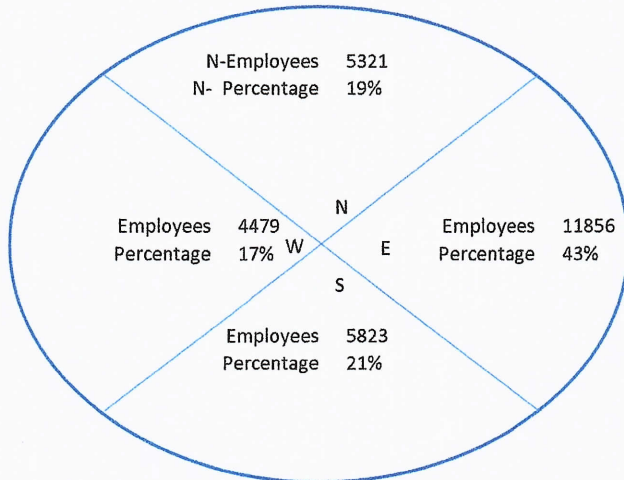 N-Employees 5321
N- Percentage 19%
N
Employees 4479
Percentage 17%
W
E
Employees 11856
Percentage 43%
S
Employees 5823
Percentage 21%